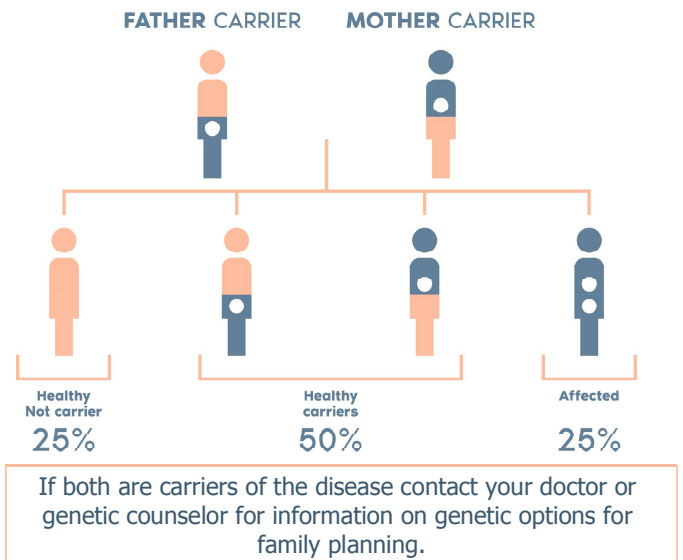 FATHER CARRIER
MOTHER CARRIER
Healthy
Not carrier
25%
Healthy
carriers
50%
Affected
25%
If both are carriers of the disease contact your doctor or
genetic counselor for information on genetic options for
family planning.